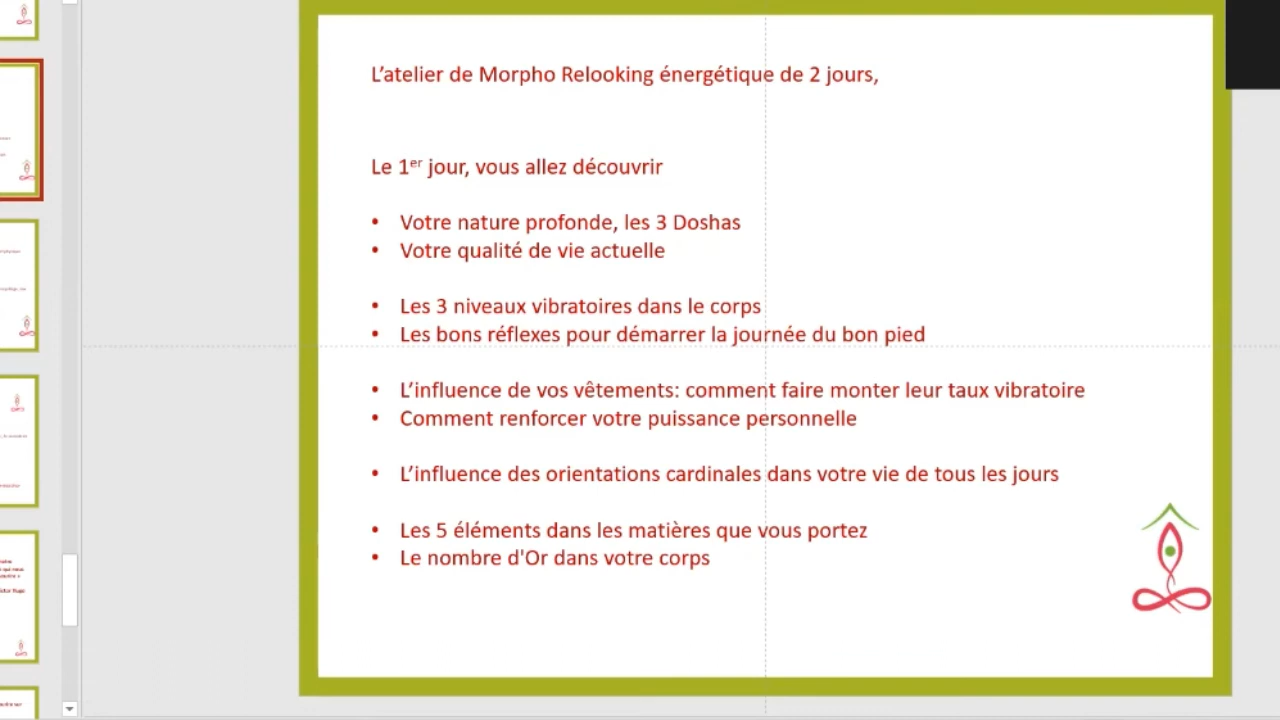 L'atelier de Morpho Relooking énergétique de 2 jours,
Le 1er jour, vous allez découvrir
• Votre nature profonde, les 3 Doshas
• Votre qualité de vie actuelle
• Les 3 niveaux vibratoires dans le corps
• Les bons réflexes pour démarrer la journée du bon pied
• L'influence de vos vêtements: comment faire monter leur taux vibratoire
• Comment renforcer votre puissance personnelle
• L'influence des orientations cardinales dans votre vie de tous les jours
• Les 5 éléments dans les matières que vous portez
• Le nombre d'Or dans votre corps